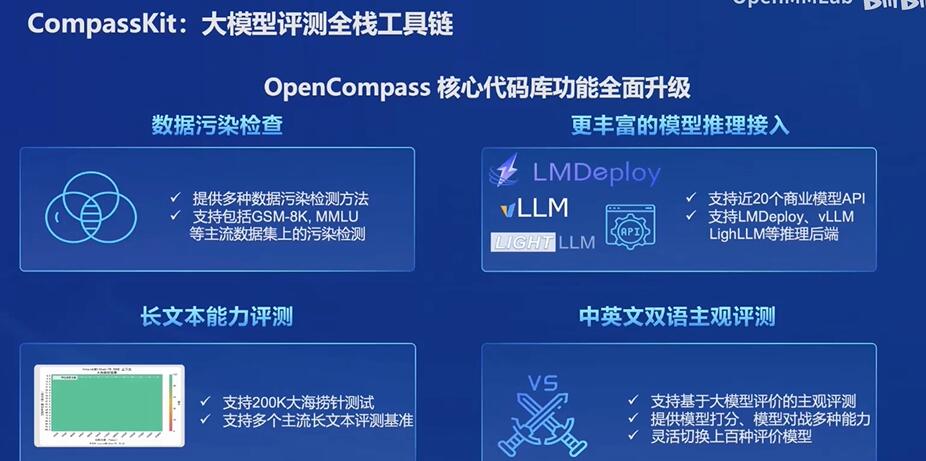 OpenMMLab
CompassKit：大模型评测全栈工具链
OpenCompass 核心代码库功能全面升级
数据污染检查
✓ 提供多种数据污染检测方法
✓ 支持包括GSM-8K, MMLU
等主流数据集上的污染检测
更丰富的模型推理接入
LMDeploy
vLLM
LIGHT LLM
API
✓ 支持近20个商业模型API
✓ 支持LMDeploy、vLLM
LighLLM等推理后端
长文本能力评测
✓ 支持200K大海捞针测试
✓ 支持多个主流长文本评测基准
中英文双语主观评测
VS
✓ 支持基于大模型评价的主观评测
✓ 提供模型打分、模型对战多种能力
✓ 灵活切换上百种评价模型